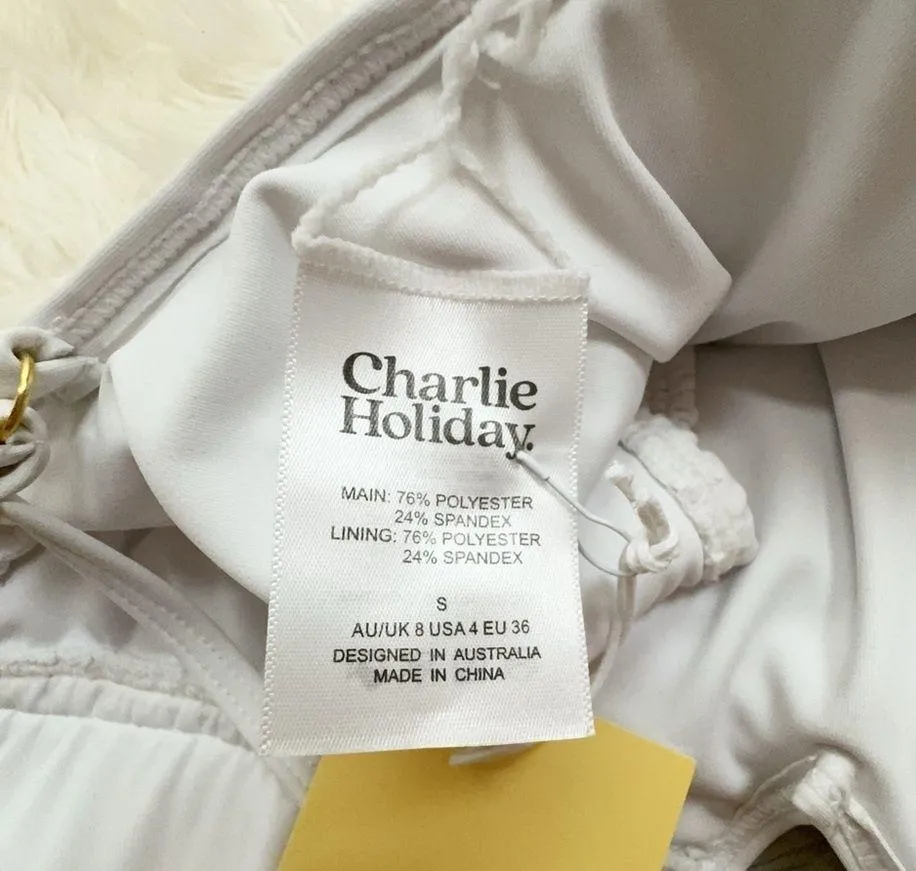 Charlie
Holiday.
MAIN: 76% POLYESTER
24% SPANDEX
LINING: 76% POLYESTER
24% SPANDEX
S
AU/UK 8 USA 4 EU 36
DESIGNED IN AUSTRALIA
MADE IN CHINA